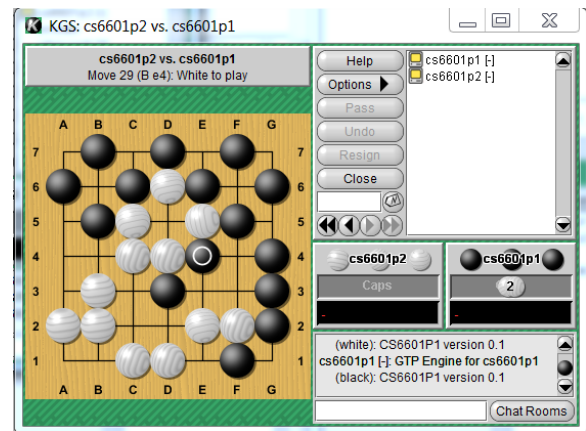 KGS: cs6601p2 vs. cs6601p1
cs6601p2 vs. cs6601p1
Move 29 (B e4): White to play
A B C D E F G
7 7
6 6
5 5
4 4
3 3
2 2
1 1
A B C D E F G
Help
Options
Pass
Undo
Resign
Close
cs6601p1 [-]
cs6601p2 [-]
cs6601p2
Caps
-
cs6601p1
2
-
(white): CS6601P1 version 0.1
cs6601p1 [-]: GTP Engine for cs6601p1
(black): CS6601P1 version 0.1
Chat Rooms